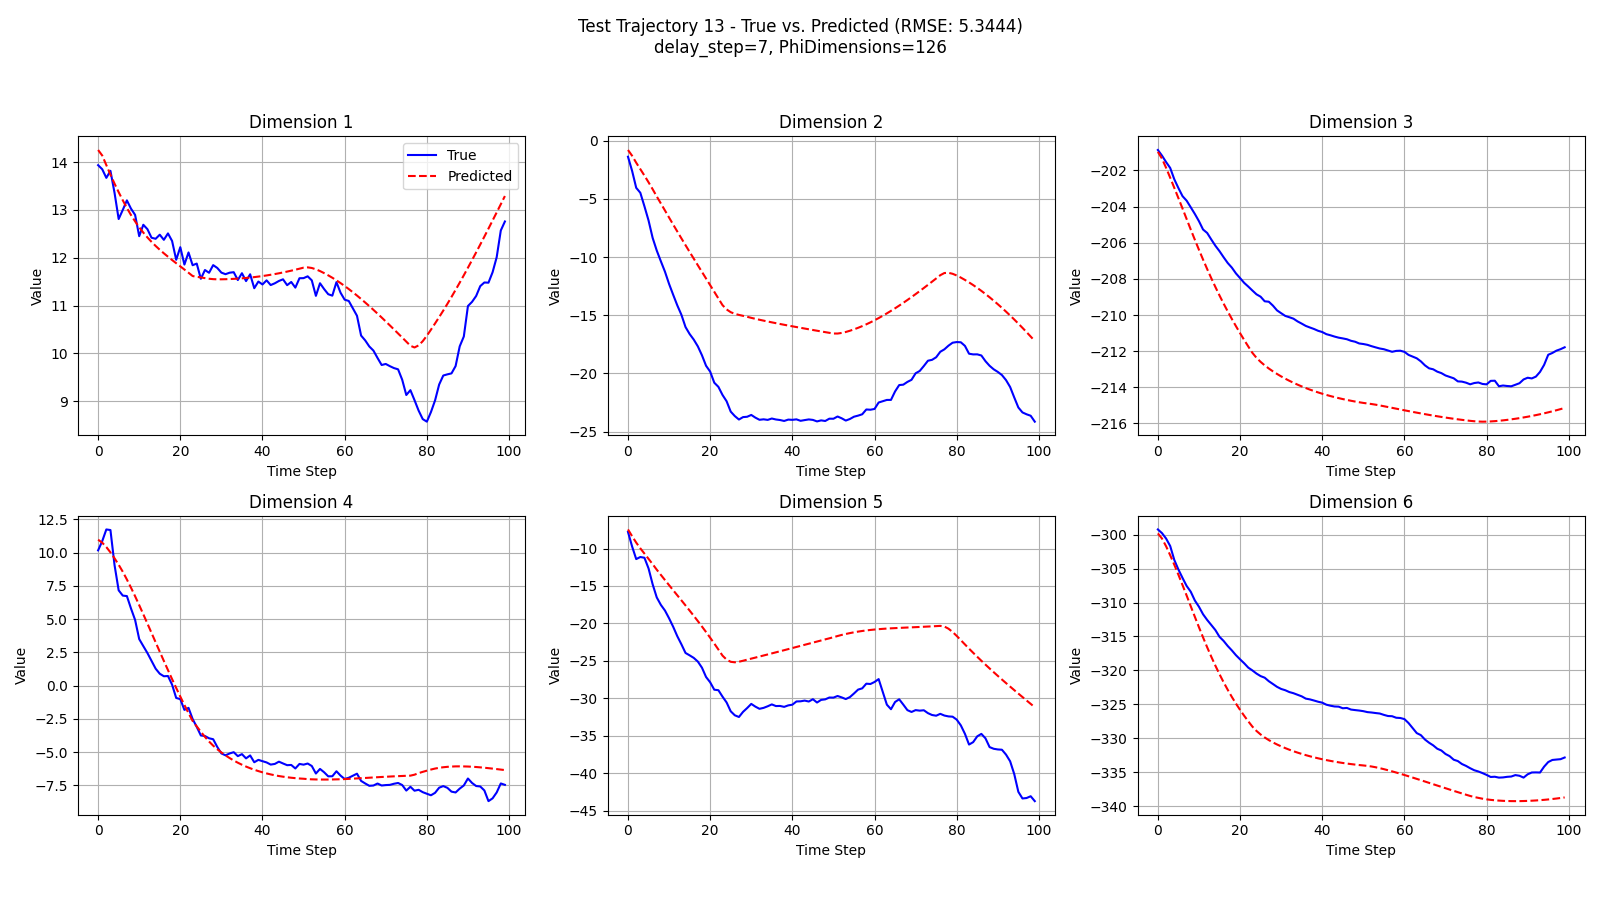 Test Trajectory 13 - True vs. Predicted (RMSE: 5.3444)
delay_step=7, PhiDimensions=126
Dimension 1
True
Predicted
Value
14
13
12
11
10
9
0 20 40 60 80 100
Time Step
Dimension 2
Value
0
−5
−10
−15
−20
−25
0 20 40 60 80 100
Time Step
Dimension 3
Value
−202
−204
−206
−208
−210
−212
−214
−216
0 20 40 60 80 100
Time Step
Dimension 4
Value
12.5
10.0
7.5
5.0
2.5
0.0
−2.5
−5.0
−7.5
0 20 40 60 80 100
Time Step
Dimension 5
Value
−10
−15
−20
−25
−30
−35
−40
−45
0 20 40 60 80 100
Time Step
Dimension 6
Value
−300
−305
−310
−315
−320
−325
−330
−335
−340
0 20 40 60 80 100
Time Step